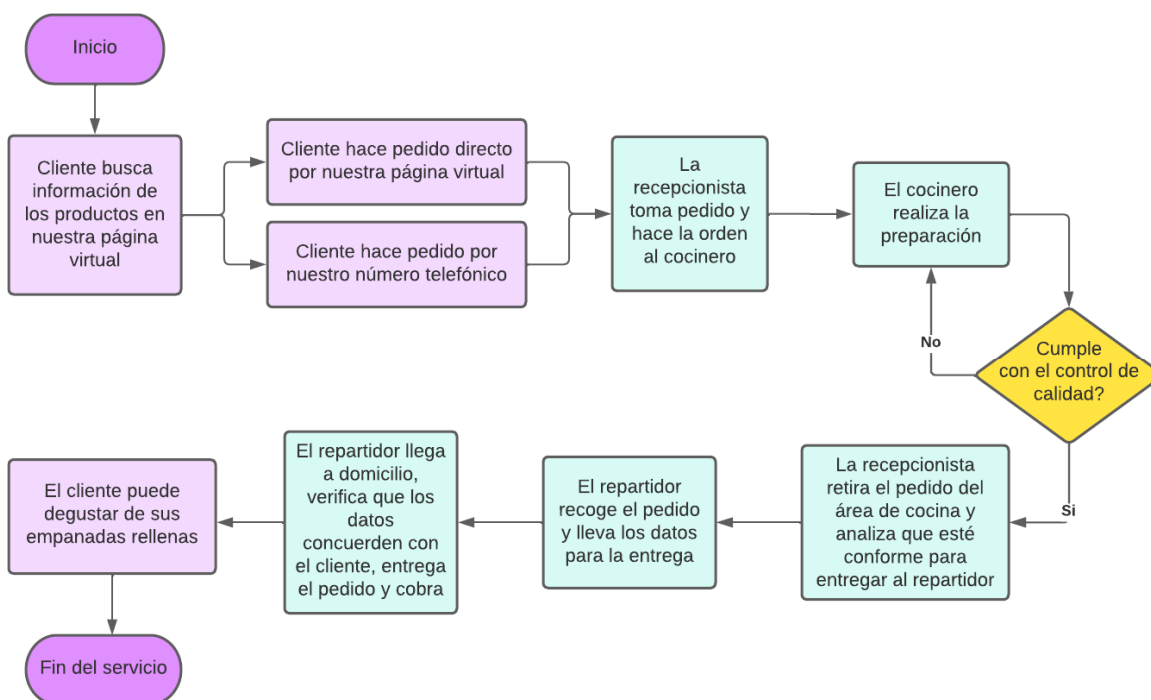 Inicio
Cliente busca
información de
los productos en
nuestra página
virtual
Cliente hace pedido directo
por nuestra página virtual
Cliente hace pedido por
nuestro número telefónico
La
recepcionista
toma pedido y
hace la orden
al cocinero
El cocinero
realiza la
preparación
No
Cumple
con el control de
calidad?
Si
La recepcionista
retira el pedido del
área de cocina y
analiza que esté
conforme para
entregar al repartidor
El repartidor
recoge el pedido
y lleva los datos
para la entrega
El repartidor llega
a domicilio,
verifica que los
datos
concuerden con
el cliente, entrega
el pedido y cobra
El cliente puede
degustar de sus
empanadas rellenas
Fin del servicio